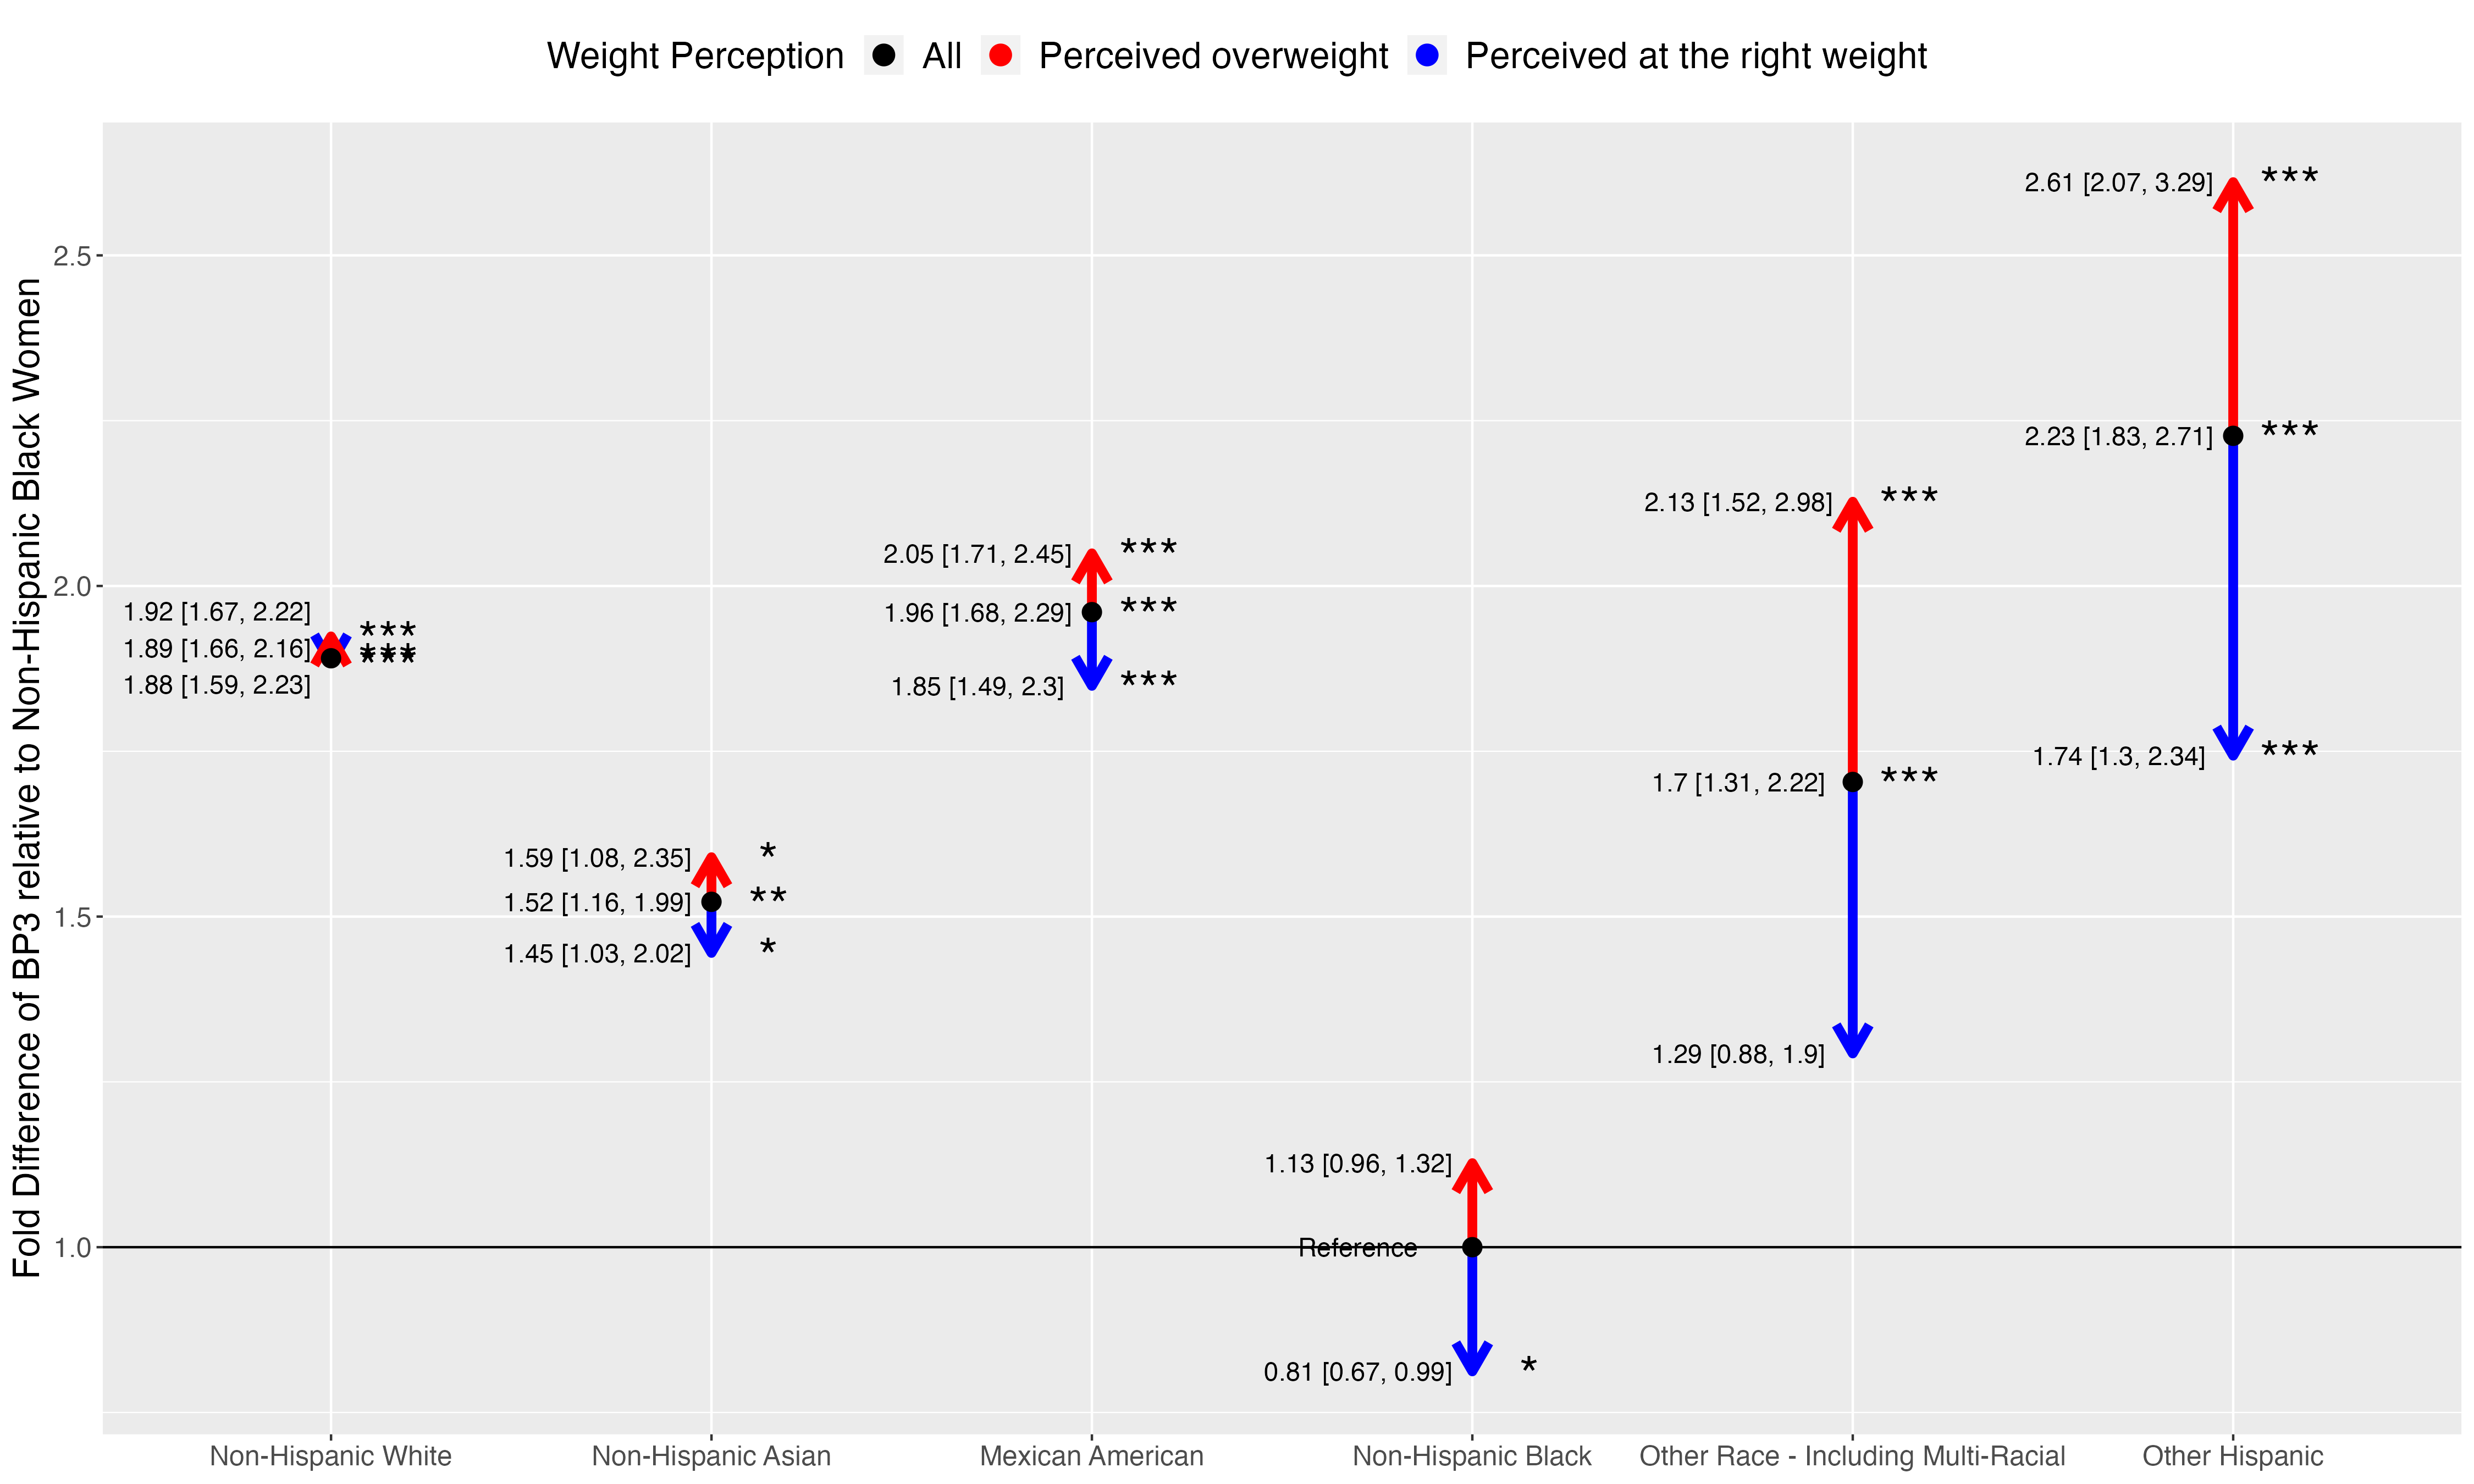 Weight Perception All Perceived overweight Perceived at the right weight
Fold Difference of BP3 relative to Non-Hispanic Black Women
2.5
2.0
1.5
1.0
1.92 [1.67, 2.22] ***
1.89 [1.66, 2.16] ***
1.88 [1.59, 2.23] ***
1.59 [1.08, 2.35] *
1.52 [1.16, 1.99] **
1.45 [1.03, 2.02] *
2.05 [1.71, 2.45] ***
1.96 [1.68, 2.29] ***
1.85 [1.49, 2.3] ***
1.13 [0.96, 1.32]
Reference
0.81 [0.67, 0.99] *
2.13 [1.52, 2.98] ***
1.7 [1.31, 2.22] ***
1.29 [0.88, 1.9]
2.61 [2.07, 3.29] ***
2.23 [1.83, 2.71] ***
1.74 [1.3, 2.34] ***
Non-Hispanic White
Non-Hispanic Asian
Mexican American
Non-Hispanic Black
Other Race - Including Multi-Racial
Other Hispanic